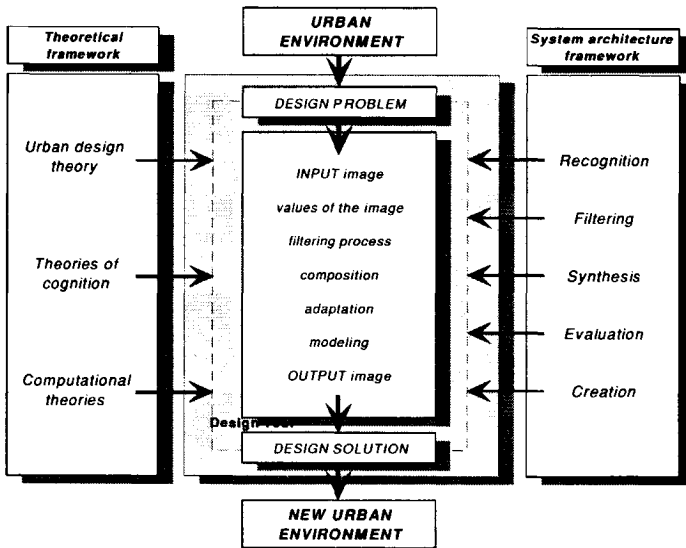 Theoretical
framework
Urban design
theory
Theories of
cognition
Computational
theories
URBAN
ENVIRONMENT
DESIGN PROBLEM
INPUT image
values of the image
filtering process
composition
adaptation
modeling
OUTPUT image
Design
DESIGN SOLUTION
NEW URBAN
ENVIRONMENT
System architecture
framework
Recognition
Filtering
Synthesis
Evaluation
Creation